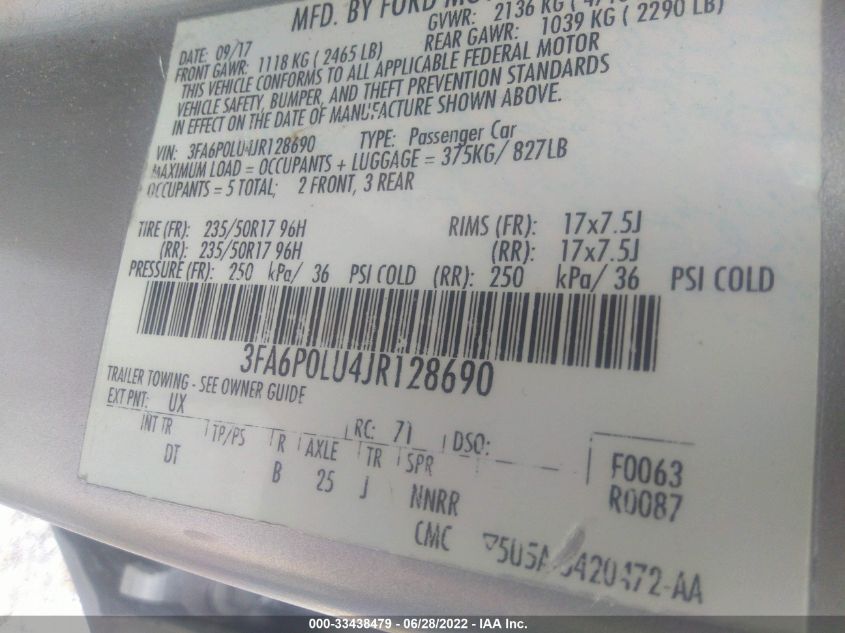 MFD. BY FORD
DATE: 09/17 GVWR: 2136 KG
FRONT GAWR: 1118 KG ( 2465 LB) REAR GAWR: 1039 KG ( 2290 LB)
THIS VEHICLE CONFORMS TO ALL APPLICABLE FEDERAL MOTOR
VEHICLE SAFETY, BUMPER, AND THEFT PREVENTION STANDARDS
IN EFFECT ON THE DATE OF MANUFACTURE SHOWN ABOVE.
VIN: 3FA6P0LU4JR128690 TYPE: Passenger Car
MAXIMUM LOAD = OCCUPANTS + LUGGAGE = 375KG/ 827LB
OCCUPANTS = 5 TOTAL; 2 FRONT, 3 REAR
TIRE (FR): 235/50R17 96H RIMS (FR): 17x7.5J
(RR): 235/50R17 96H (RR): 17x7.5J
PRESSURE (FR): 250 kPa/ 36 PSI COLD (RR): 250 kPa/ 36 PSI COLD
3FA6P0LU4JR128690
TRAILER TOWING - SEE OWNER GUIDE
EXT PNT: UX RC: 71 DSO:
INT TR TP/PS R AXLE TR SPR F0063
DT B 25 J NNRR R0087
CMC
000-33438479 - 06/28/2022 - IAA Inc.